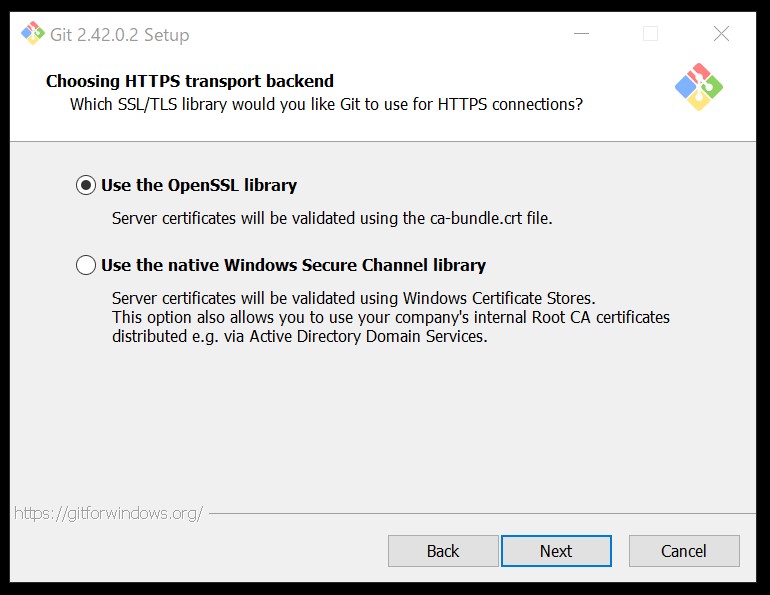 Git 2.42.0.2 Setup
Choosing HTTPS transport backend
Which SSL/TLS library would you like Git to use for HTTPS connections?
Use the OpenSSL library
Server certificates will be validated using the ca-bundle.crt file.
Use the native Windows Secure Channel library
Server certificates will be validated using Windows Certificate Stores.
This option also allows you to use your company's internal Root CA certificates
distributed e.g. via Active Directory Domain Services.
https://gitforwindows.org/
Back Next Cancel